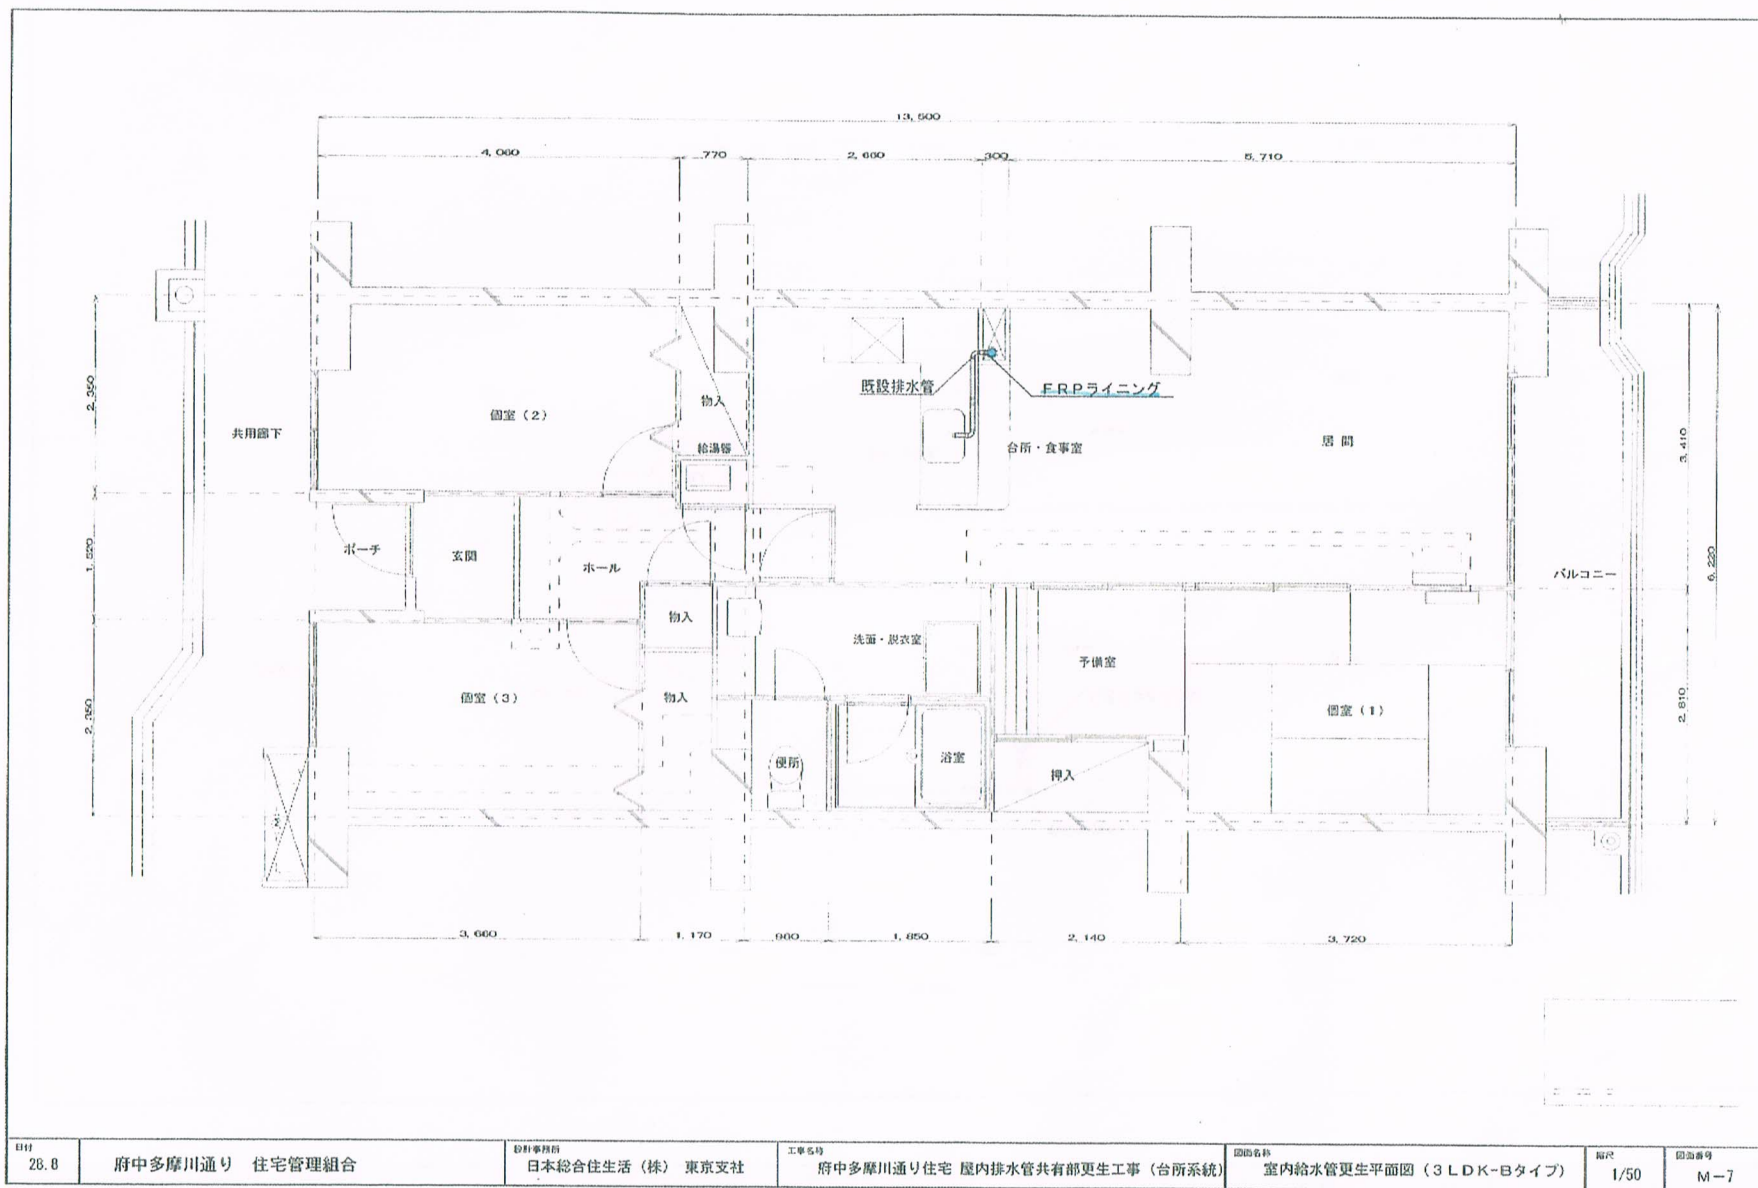 13,500
4,060
770
2,660
300
5,710
2,350
1,520
2,350
共用廊下
個室(2)
物入
給湯器
既設排水管
FRPライニング
台所・食事室
居間
3,410
6,220
2,810
ポーチ
玄関
ホール
バルコニー
物入
洗面・脱衣室
予備室
個室(3)
物入
個室(1)
便所
浴室
押入
M
3,660
1,170
960
1,850
2,140
3,720
日付
28.8
府中多摩川通り 住宅管理組合
設計事務所
日本総合住生活(株) 東京支社
工事名称
府中多摩川通り住宅 屋内排水管共有部更生工事(台所系統)
図面名称
室内給水管更生平面図(3LDK-Bタイプ)
縮尺
1/50
図面番号
M-7